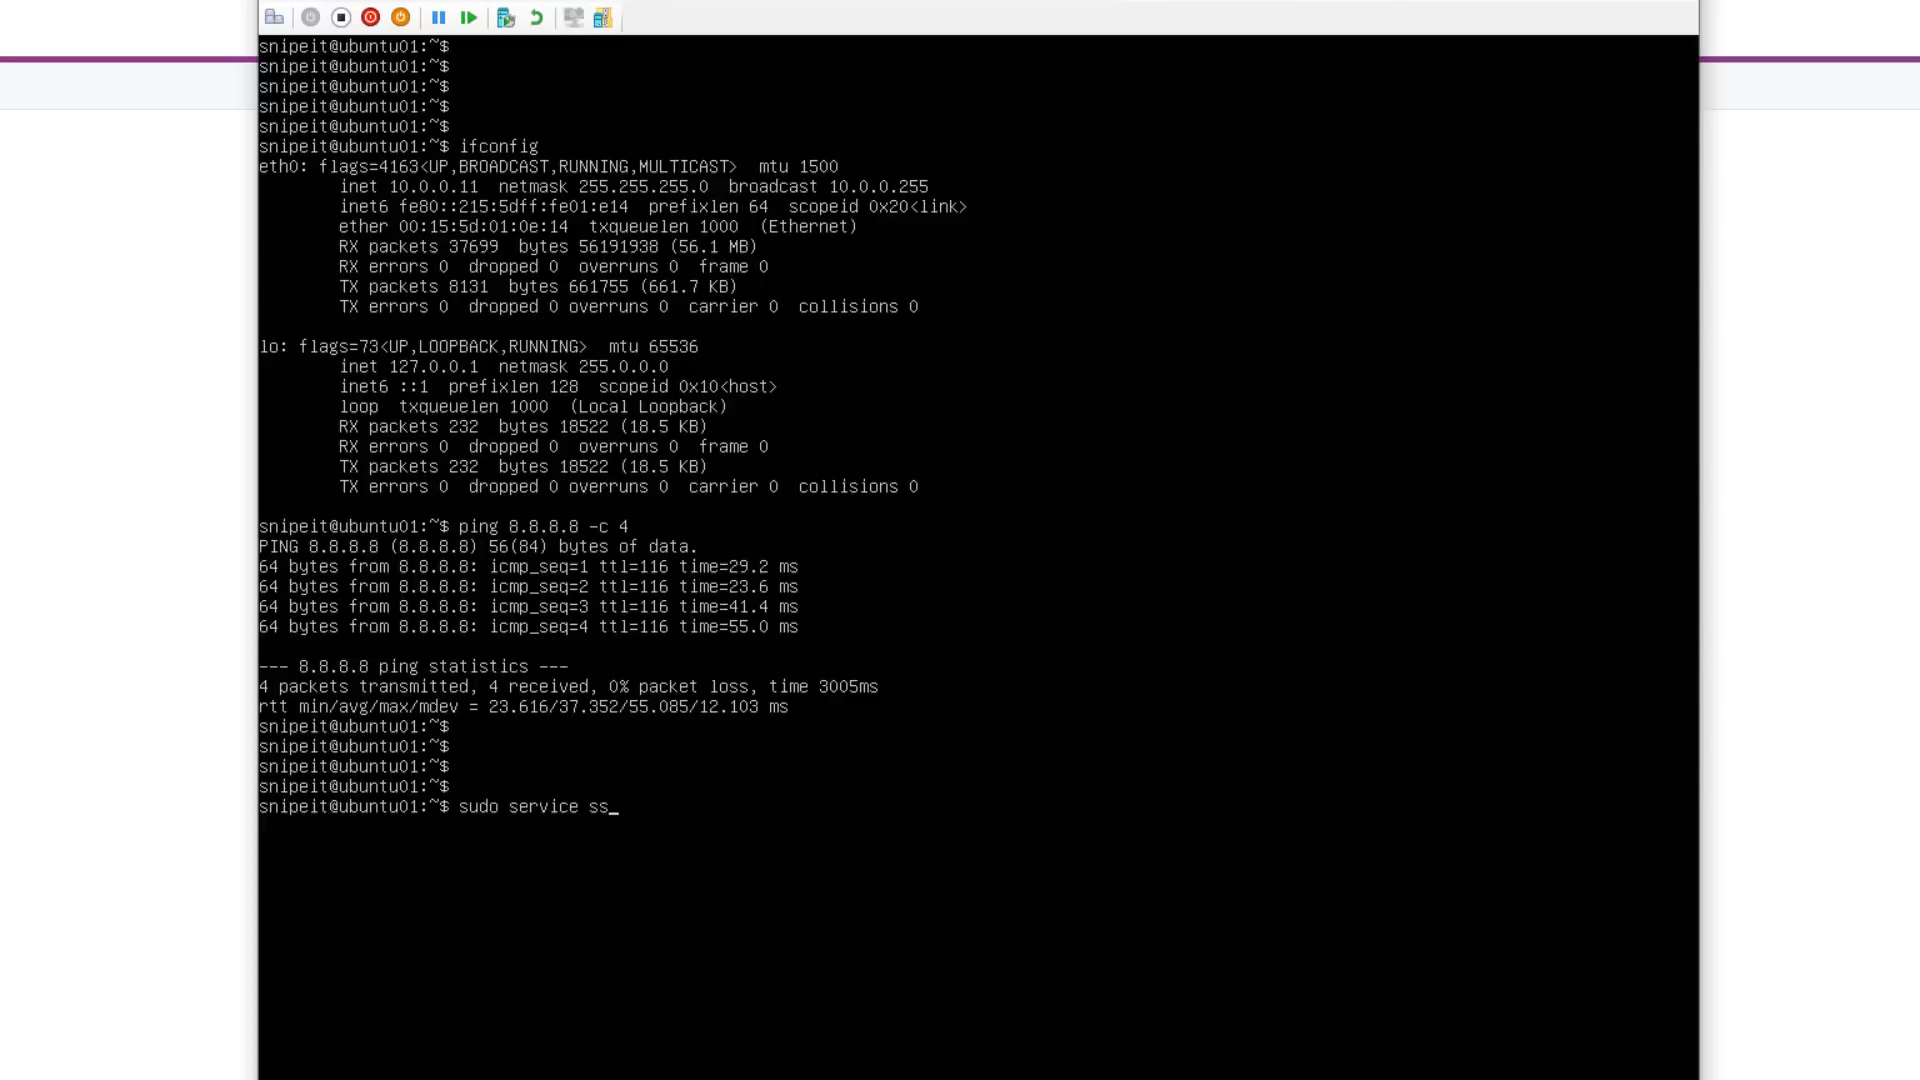 snipeit@ubuntu01:~$
snipeit@ubuntu01:~$
snipeit@ubuntu01:~$
snipeit@ubuntu01:~$
snipeit@ubuntu01:~$
snipeit@ubuntu01:~$ ifconfig
eth0: flags=4163<UP,BROADCAST,RUNNING,MULTICAST>  mtu 1500
        inet 10.0.0.11  netmask 255.255.255.0  broadcast 10.0.0.255
        inet6 fe80::215:5dff:fe01:e14  prefixlen 64  scopeid 0x20<link>
        ether 00:15:5d:01:0e:14  txqueuelen 1000  (Ethernet)
        RX packets 37699  bytes 56191938 (56.1 MB)
        RX errors 0  dropped 0  overruns 0  frame 0
        TX packets 8131  bytes 661755 (661.7 KB)
        TX errors 0  dropped 0 overruns 0  carrier 0  collisions 0
lo: flags=73<UP,LOOPBACK,RUNNING>  mtu 65536
        inet 127.0.0.1  netmask 255.0.0.0
        inet6 ::1  prefixlen 128  scopeid 0x10<host>
        loop  txqueuelen 1000  (Local Loopback)
        RX packets 232  bytes 18522 (18.5 KB)
        RX errors 0  dropped 0  overruns 0  frame 0
        TX packets 232  bytes 18522 (18.5 KB)
        TX errors 0  dropped 0 overruns 0  carrier 0  collisions 0
snipeit@ubuntu01:~$ ping 8.8.8.8 -c 4
PING 8.8.8.8 (8.8.8.8) 56(84) bytes of data.
64 bytes from 8.8.8.8: icmp_seq=1 ttl=116 time=29.2 ms
64 bytes from 8.8.8.8: icmp_seq=2 ttl=116 time=23.6 ms
64 bytes from 8.8.8.8: icmp_seq=3 ttl=116 time=41.4 ms
64 bytes from 8.8.8.8: icmp_seq=4 ttl=116 time=55.0 ms
--- 8.8.8.8 ping statistics ---
4 packets transmitted, 4 received, 0% packet loss, time 3005ms
rtt min/avg/max/mdev = 23.616/37.352/55.085/12.103 ms
snipeit@ubuntu01:~$
snipeit@ubuntu01:~$
snipeit@ubuntu01:~$
snipeit@ubuntu01:~$
snipeit@ubuntu01:~$ sudo service ss_